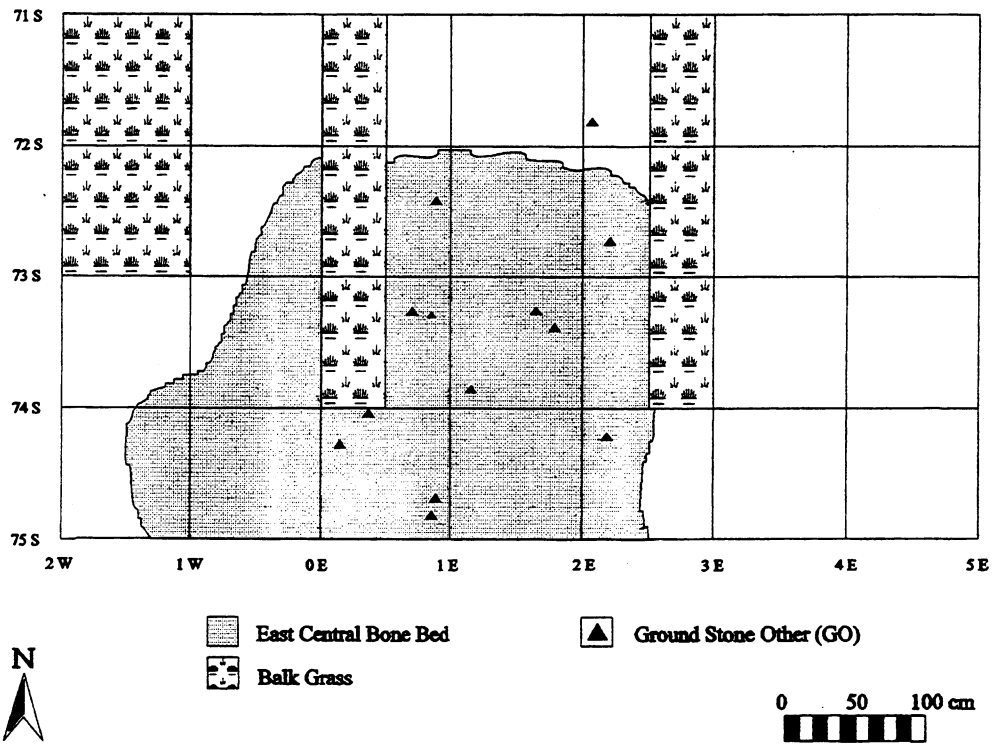 71 S
72 S
73 S
74 S
75 S
2 W 1 W 0 E 1 E 2 E 3 E 4 E 5 E
East Central Bone Bed
Ground Stone Other (GO)
Balk Grass
N
0 50 100 cm